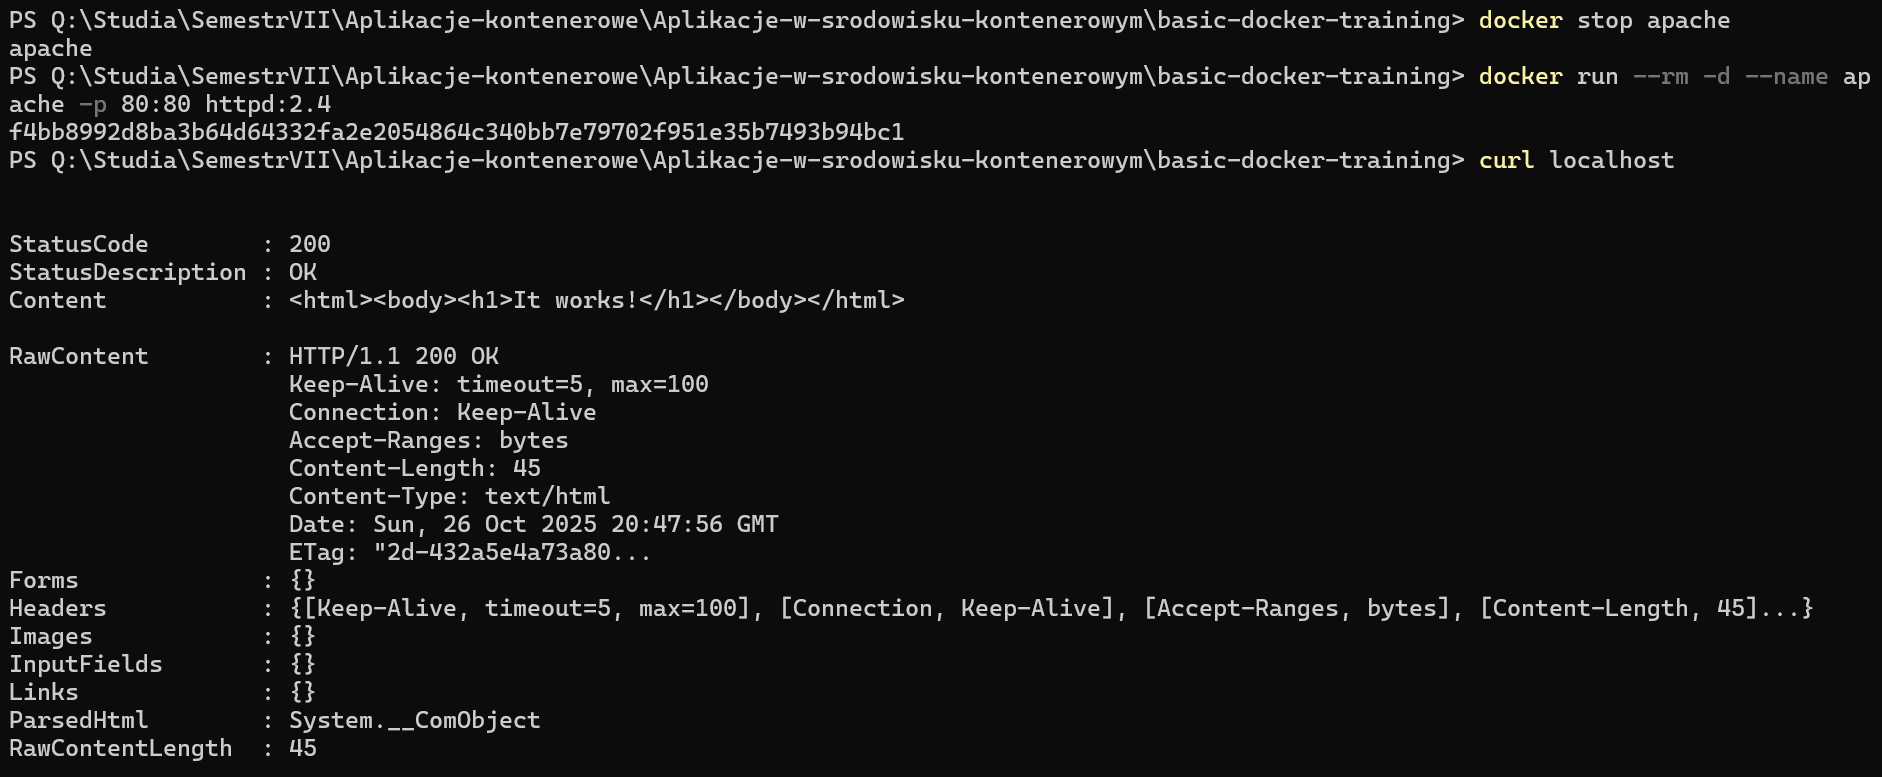 PS Q:\Studia\SemestrVII\Aplikacje-kontenerowe\Aplikacje-w-srodowisku-kontenerowym\basic-docker-training> docker stop apache
apache
PS Q:\Studia\SemestrVII\Aplikacje-kontenerowe\Aplikacje-w-srodowisku-kontenerowym\basic-docker-training> docker run --rm -d --name ap
ache -p 80:80 httpd:2.4
f4bb8992d8ba3b64d64332fa2e2054864c340bb7e79702f951e35b7493b94bc1
PS Q:\Studia\SemestrVII\Aplikacje-kontenerowe\Aplikacje-w-srodowisku-kontenerowym\basic-docker-training> curl localhost
StatusCode        : 200
StatusDescription : OK
Content           : <html><body><h1>It works!</h1></body></html>
RawContent        : HTTP/1.1 200 OK
                    Keep-Alive: timeout=5, max=100
                    Connection: Keep-Alive
                    Accept-Ranges: bytes
                    Content-Length: 45
                    Content-Type: text/html
                    Date: Sun, 26 Oct 2025 20:47:56 GMT
                    ETag: "2d-432a5e4a73a80...
Forms             : {}
Headers           : {[Keep-Alive, timeout=5, max=100], [Connection, Keep-Alive], [Accept-Ranges, bytes], [Content-Length, 45]...}
Images            : {}
InputFields       : {}
Links             : {}
ParsedHtml        : System.__ComObject
RawContentLength  : 45